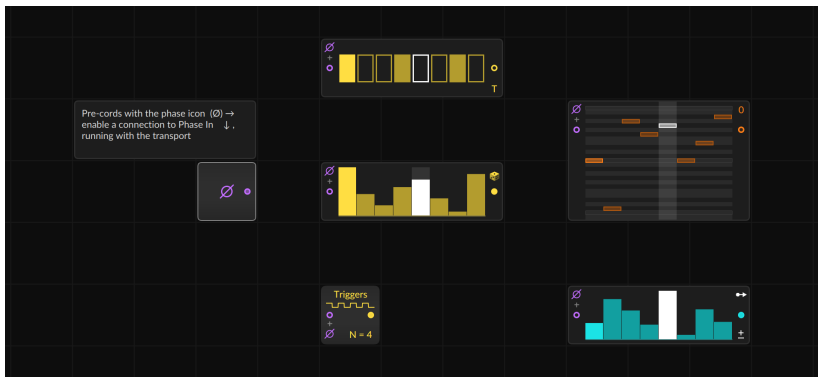 T
Pre-cords with the phase icon (Ø) →
enable a connection to Phase In ↓ ,
running with the transport
0
Triggers
N = 4